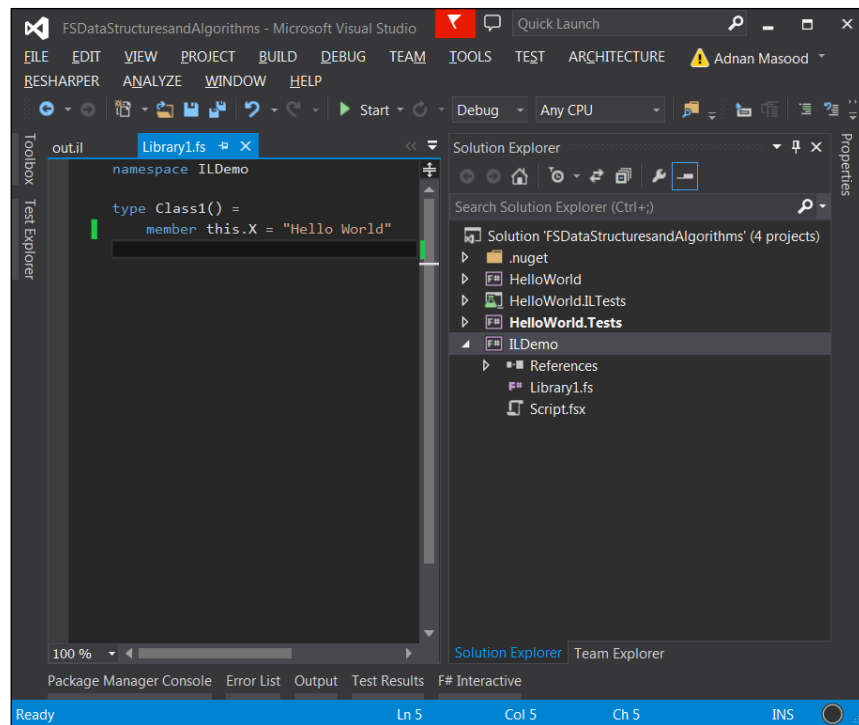 FSDataStructuresandAlgorithms - Microsoft Visual Studio
Quick Launch
FILE EDIT VIEW PROJECT BUILD DEBUG TEAM TOOLS TEST ARCHITECTURE Adnan Masood
RESHARPER ANALYZE WINDOW HELP
Start Debug Any CPU
Toolbox
Test Explorer
out.il Library1.fs
namespace ILDemo
type Class1() =
member this.X = "Hello World"
100 %
Solution Explorer
Search Solution Explorer (Ctrl+;)
Solution 'FSDataStructuresandAlgorithms' (4 projects)
.nuget
F# HelloWorld
HelloWorld.ILTests
F# HelloWorld.Tests
F# ILDemo
References
F# Library1.fs
Script.fsx
Solution Explorer Team Explorer
Properties
Package Manager Console Error List Output Test Results F# Interactive
Ready Ln 5 Col 5 Ch 5 INS